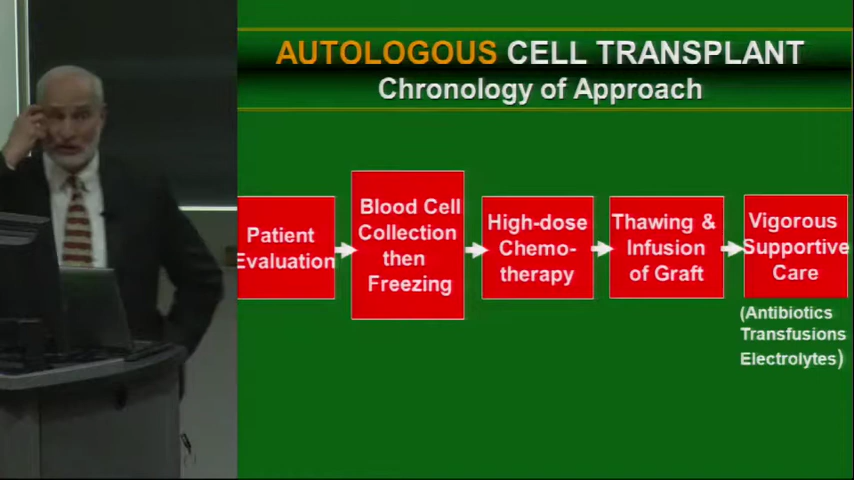 AUTOLOGOUS CELL TRANSPLANT
Chronology of Approach
Patient
Evaluation
Blood Cell
Collection
then
Freezing
High-dose
Chemo-
therapy
Thawing &
Infusion
of Graft
Vigorous
Supportive
Care
(Antibiotics
Transfusions
Electrolytes)